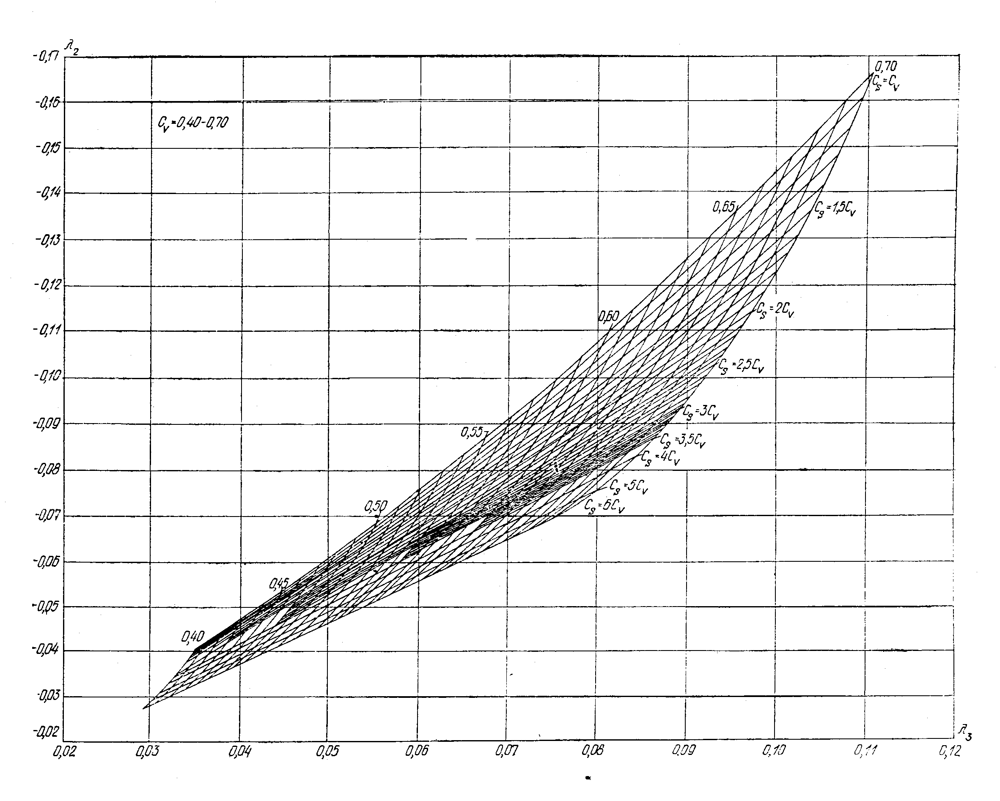 λ₂
-0,17
-0,16
-0,15
-0,14
-0,13
-0,12
-0,11
-0,10
-0,09
-0,08
-0,07
-0,06
-0,05
-0,04
-0,03
-0,02
Cᵥ=0,40-0,70
0,70
Cₛ=Cᵥ
0,65
Cₛ=1,5Cᵥ
0,60
Cₛ=2Cᵥ
Cₛ=2,5Cᵥ
0,55
Cₛ=3Cᵥ
Cₛ=3,5Cᵥ
Cₛ=4Cᵥ
Cₛ=5Cᵥ
0,50
Cₛ=6Cᵥ
0,45
0,40
λ₃
0,02 0,03 0,04 0,05 0,06 0,07 0,08 0,09 0,10 0,11 0,12